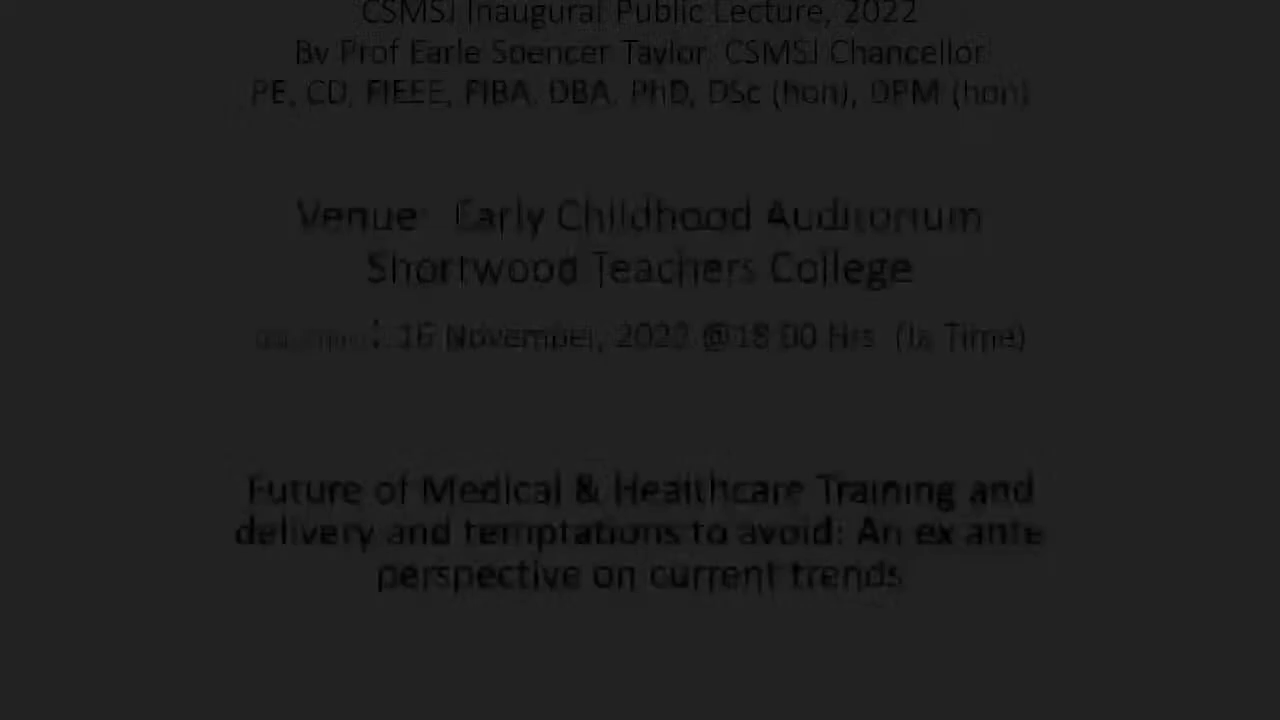 CSMSJ Inaugural Public Lecture, 2022
By Prof Earle Spencer Taylor, CSMSJ Chancellor
PE, CD, FIEEE, FIBA, DBA, PhD, DSc (hon), DPM (hon)
Venue: Early Childhood Auditorium
Shortwood Teachers College
: 16 November, 2022 @18:00 Hrs (Ja Time)
Future of Medical & Healthcare Training and
delivery and temptations to avoid: An ex ante
perspective on current trends